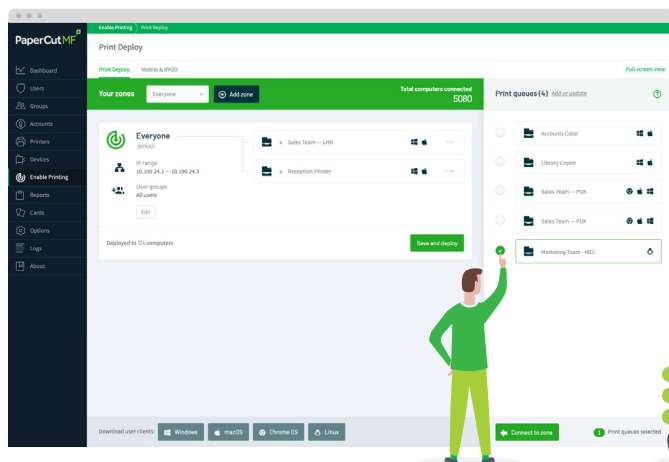 Enable Printing > Print Deploy
PaperCutMF
Print Deploy
Dashboard
Users
Groups
Accounts
Printers
Devices
Enable Printing
Reports
Cards
Options
Logs
About
Print Deploy
Mobile & BYOD
Full screen view
Your zones
Everyone
Add zone
Total computers connected
5080
Everyone
DEFAULT
IP range
10.100.24.1 — 10.100.24.3
User groups
All users
Edit
Sales Team — LHR
Reception Printer
Deployed to 124 computers
Save and deploy
Print queues (4) Add or update
Accounts Color
Library Copier
Sales Team — PDX
Sales Team — PDX
Marketing Team - MEL
Download user clients:
Windows
macOS
Chrome OS
Linux
Connect to zone
1 Print queues selected